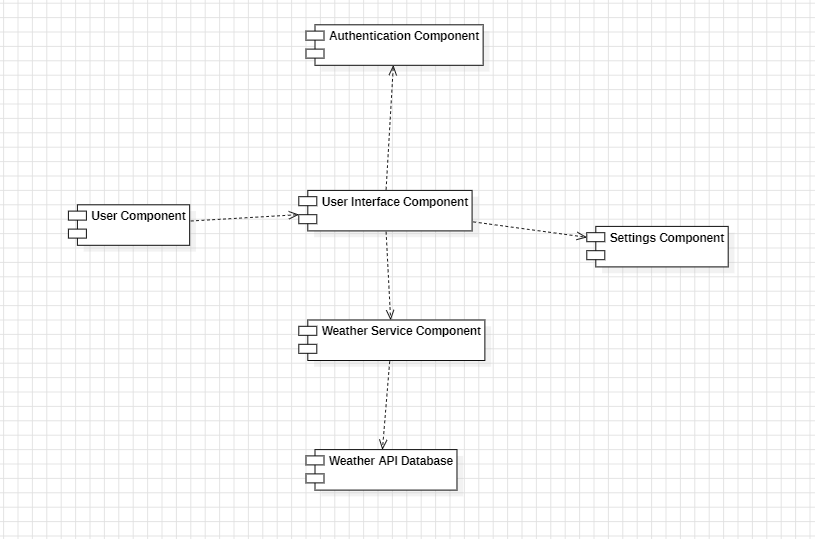 Authentication Component
User Interface Component
User Component
Settings Component
Weather Service Component
Weather API Database